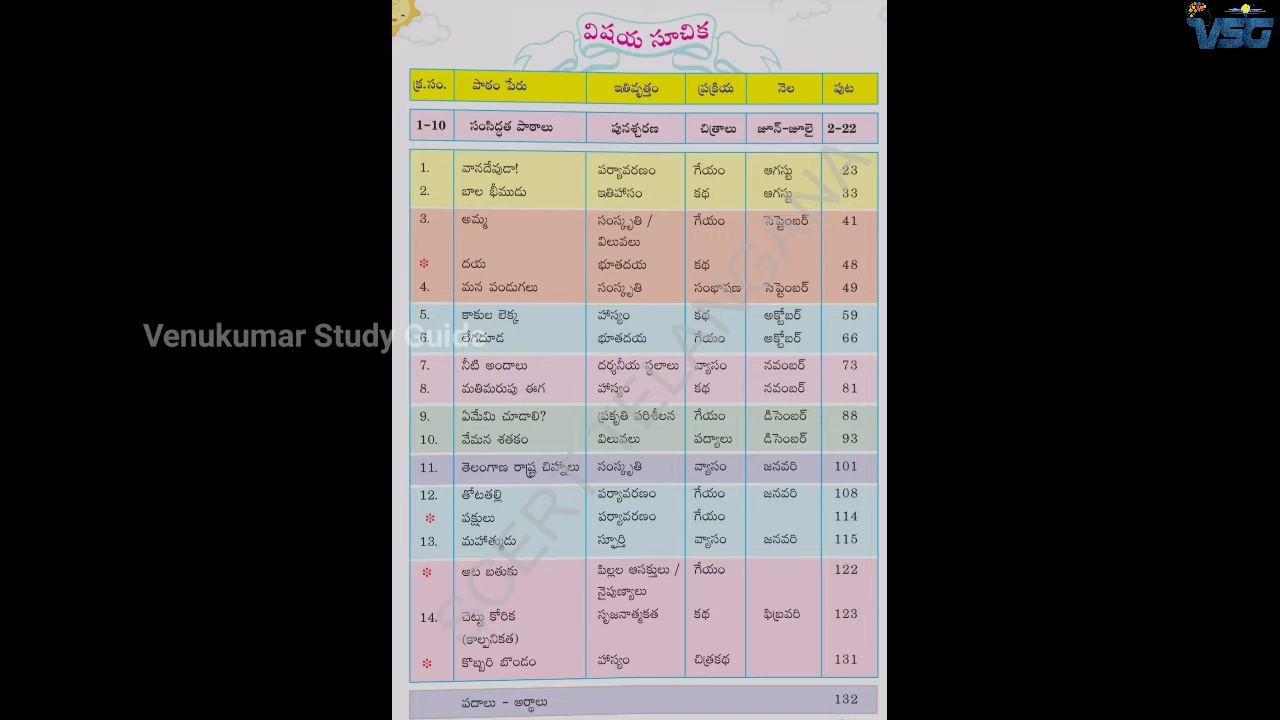 VSG
విషయ సూచిక
క్ర.సం. పాఠం పేరు ఇతివృత్తం ప్రక్రియ నెల పుట
1-10 సంసిద్ధత పాఠాలు పునశ్చరణ చిత్రాలు జూన్-జూలై 2-22
1. వానదేవుడా! పర్యావరణం గేయం ఆగస్టు 23
2. బాల భీముడు ఇతిహాసం కథ ఆగస్టు 33
3. అమ్మ సంస్కృతి / గేయం సెప్టెంబర్ 41
విలువలు
* దయ భూతదయ కథ 48
4. మన పండుగలు సంస్కృతి సంభాషణ సెప్టెంబర్ 49
5. కాకుల లెక్క హాస్యం కథ అక్టోబర్ 59
Venukumar Study Guide
6. లేగదూడ భూతదయ గేయం అక్టోబర్ 66
7. నీటి అందాలు దర్శనీయ స్థలాలు వ్యాసం నవంబర్ 73
8. మతిమరుపు ఈగ హాస్యం కథ నవంబర్ 81
9. ఏమేమి చూడాలి? ప్రకృతి పరిశీలన గేయం డిసెంబర్ 88
10. వేమన శతకం విలువలు పద్యాలు డిసెంబర్ 93
11. తెలంగాణ రాష్ట్ర చిహ్నాలు సంస్కృతి వ్యాసం జనవరి 101
12. తోటతల్లి పర్యావరణం గేయం జనవరి 108
* పక్షులు పర్యావరణం గేయం 114
13. మహాత్ముడు స్ఫూర్తి వ్యాసం జనవరి 115
* ఆట బతుకు పిల్లల ఆసక్తులు / గేయం 122
నైపుణ్యాలు
14. చెట్టు కోరిక సృజనాత్మకత కథ ఫిబ్రవరి 123
(కాల్పనికత)
* కొబ్బరి బొండం హాస్యం చిత్రకథ 131
పదాలు - అర్థాలు 132
SCERT TELANGANA